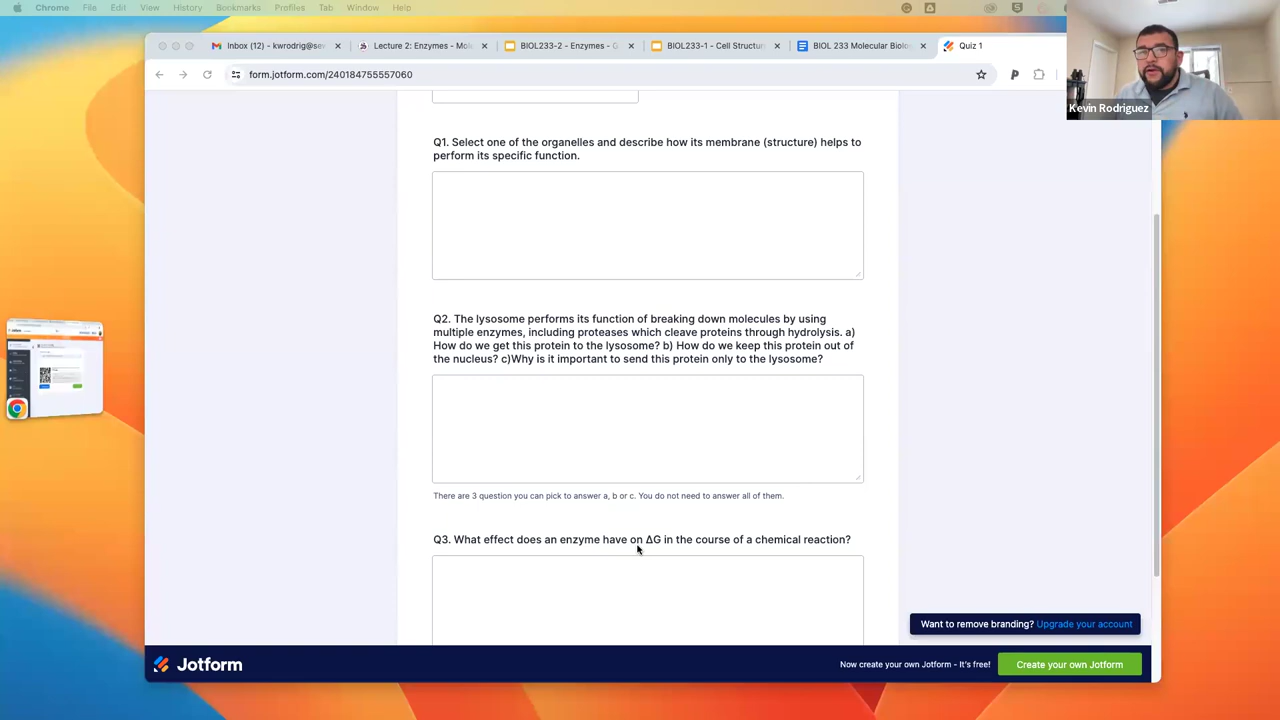 Chrome File Edit View History Bookmarks Profiles Tab Window Help
Inbox (12) - kwrodrig@se
Lecture 2: Enzymes - Mol
BIOL233-2 - Enzymes - G
BIOL233-1 - Cell Structur
BIOL 233 Molecular Biolo
Quiz 1
form.jotform.com/240184755557060
Kevin Rodriguez
Q1. Select one of the organelles and describe how its membrane (structure) helps to
perform its specific function.
Q2. The lysosome performs its function of breaking down molecules by using
multiple enzymes, including proteases which cleave proteins through hydrolysis. a)
How do we get this protein to the lysosome? b) How do we keep this protein out of
the nucleus? c)Why is it important to send this protein only to the lysosome?
There are 3 question you can pick to answer a, b or c. You do not need to answer all of them.
Q3. What effect does an enzyme have on ΔG in the course of a chemical reaction?
Want to remove branding? Upgrade your account
Jotform
Now create your own Jotform - It's free!
Create your own Jotform